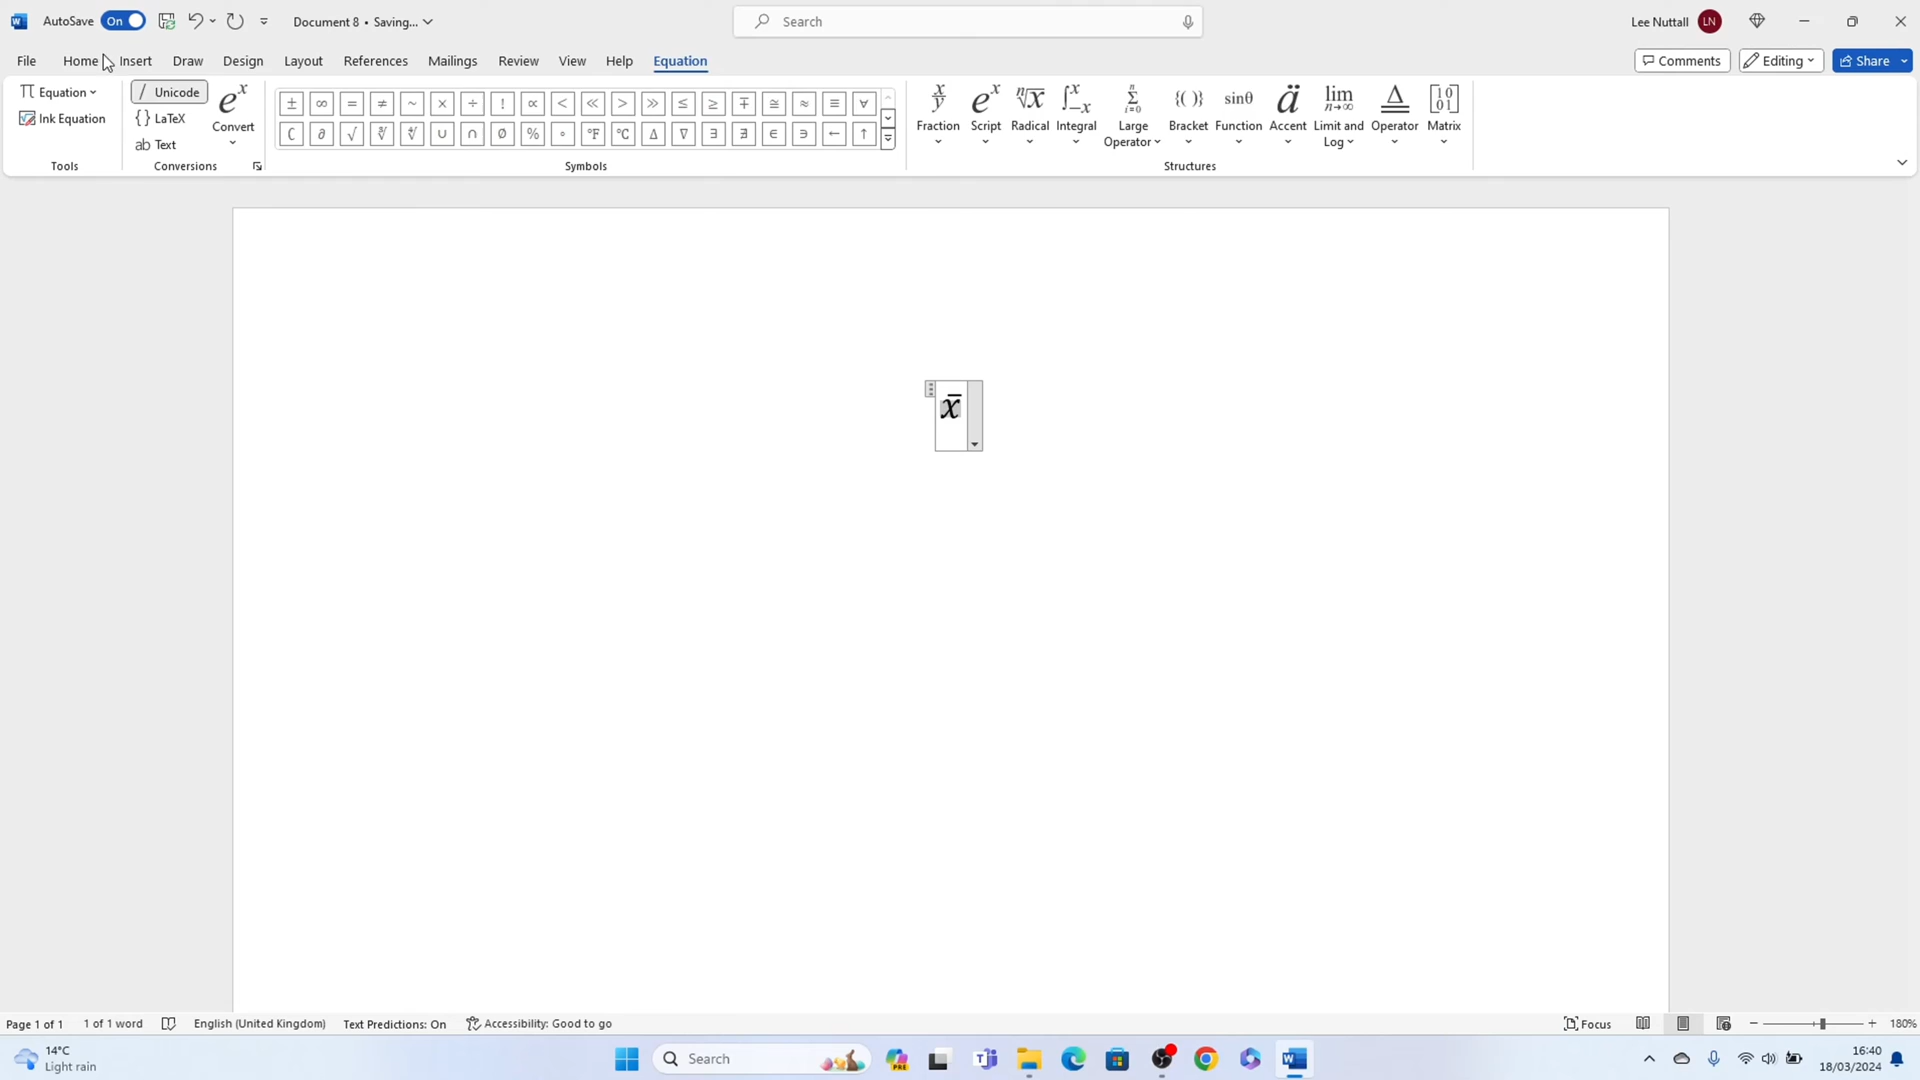 AutoSave On Document 8 • Saving... Search Lee Nuttall LN
File Home Insert Draw Design Layout References Mailings Review View Help Equation Comments Editing Share
π Equation / Unicode eˣ ± ∞ = ≠ ~ × ÷ ! ∝ < ≪ > ≫ ≤ ≥ ∓ ≅ ≈ ≡ ∀
Ink Equation { } LaTeX Convert ∁ ∂ √ ∛ ∜ ∪ ∩ ∅ % ° °F °C ∆ ∇ ∃ ∄ ∈ ∋ ← ↑
ab Text
Fraction Script Radical Integral Large Operator Bracket Function Accent Limit and Log Operator Matrix
Tools Conversions Symbols Structures
x̄
Page 1 of 1 1 of 1 word English (United Kingdom) Text Predictions: On Accessibility: Good to go Focus 180%
14°C
Light rain
Search
PRE
16:40
18/03/2024